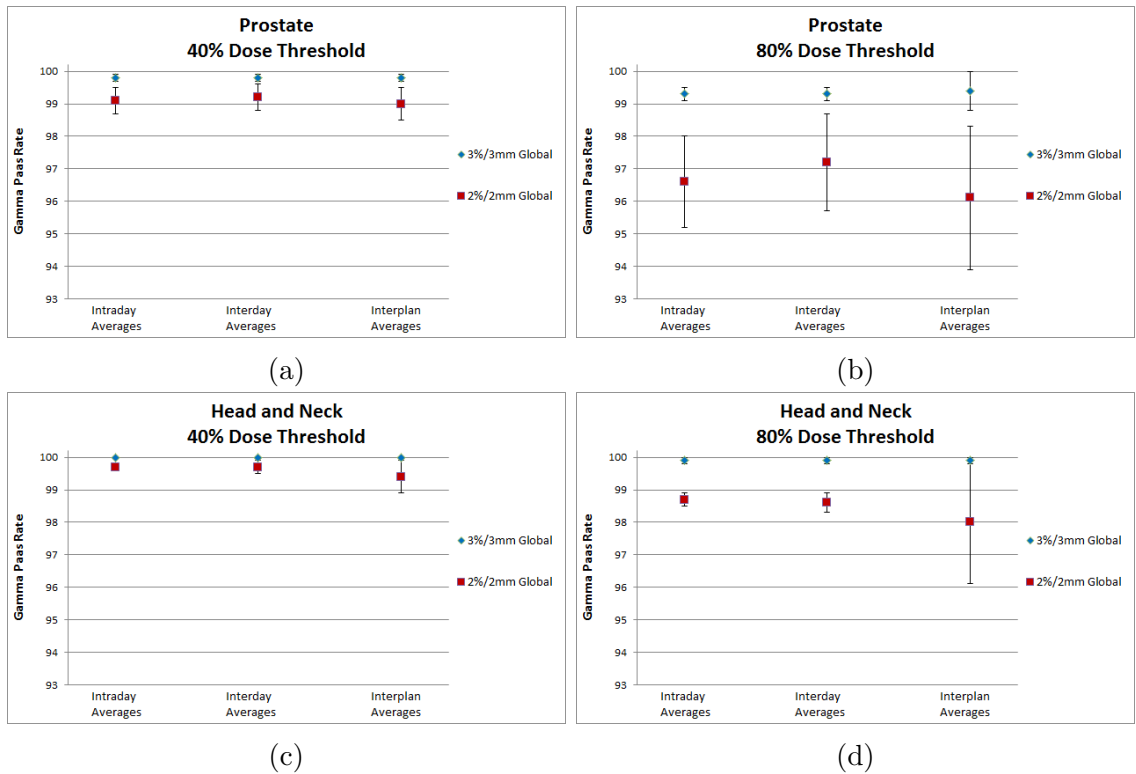 Prostate
40% Dose Threshold
Gamma Paas Rate
100
99
98
97
96
95
94
93
Intraday
Averages
Interday
Averages
Interplan
Averages
3%/3mm Global
2%/2mm Global
(a)
Prostate
80% Dose Threshold
Gamma Paas Rate
100
99
98
97
96
95
94
93
Intraday
Averages
Interday
Averages
Interplan
Averages
3%/3mm Global
2%/2mm Global
(b)
Head and Neck
40% Dose Threshold
Gamma Paas Rate
100
99
98
97
96
95
94
93
Intraday
Averages
Interday
Averages
Interplan
Averages
3%/3mm Global
2%/2mm Global
(c)
Head and Neck
80% Dose Threshold
Gamma Paas Rate
100
99
98
97
96
95
94
93
Intraday
Averages
Interday
Averages
Interplan
Averages
3%/3mm Global
2%/2mm Global
(d)